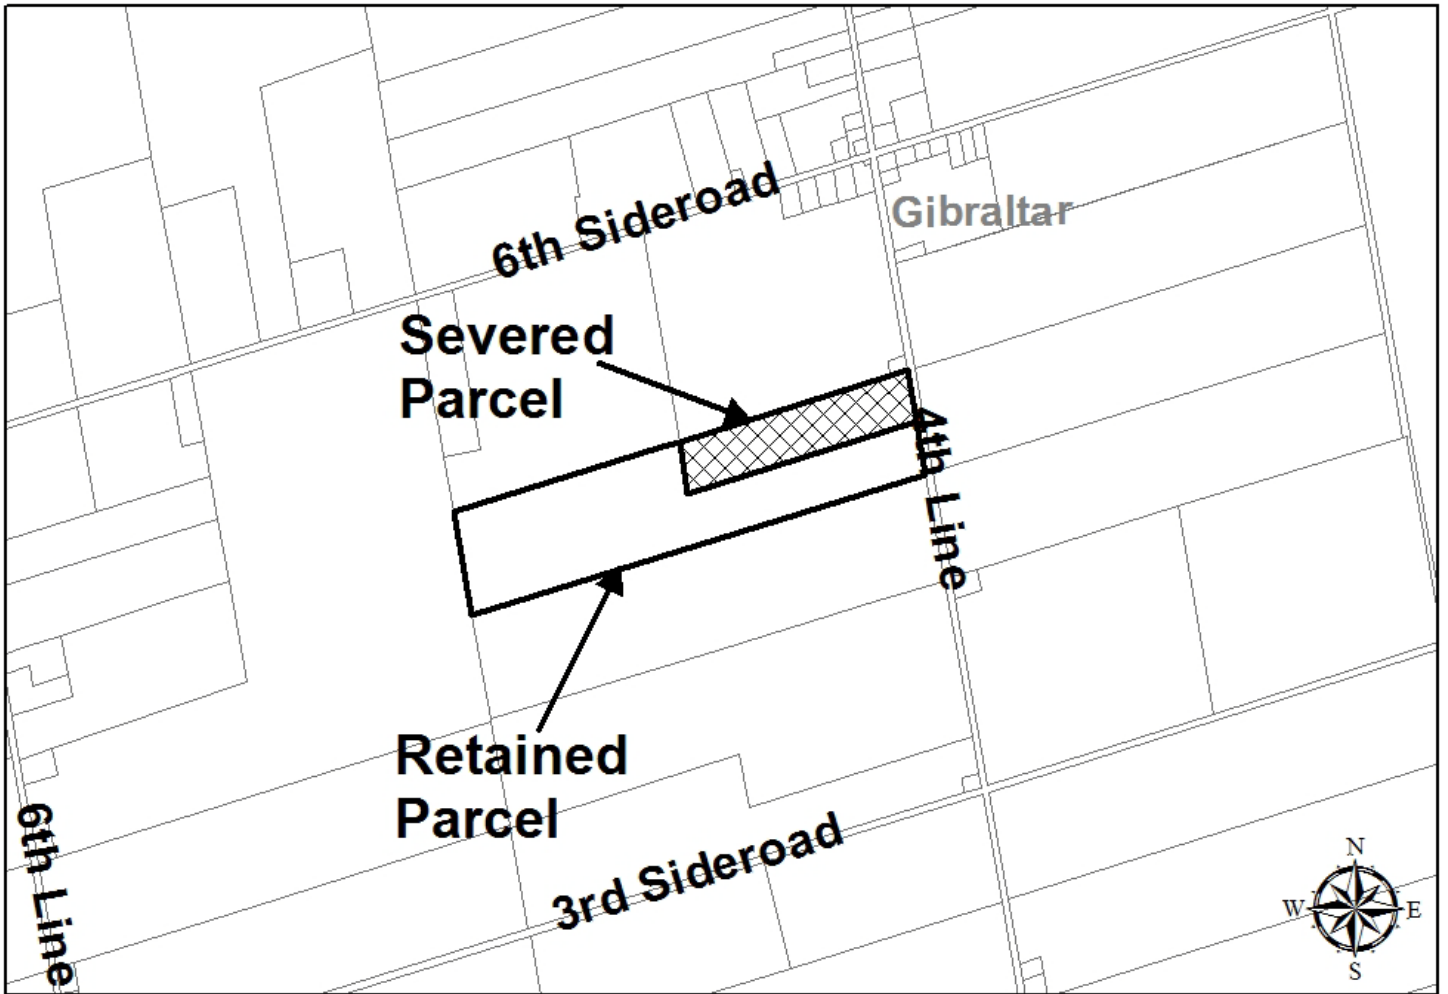 6th Sideroad
Gibraltar
Severed
Parcel
4th Line
Retained
Parcel
3rd Sideroad
6th Line
N
W
E
S